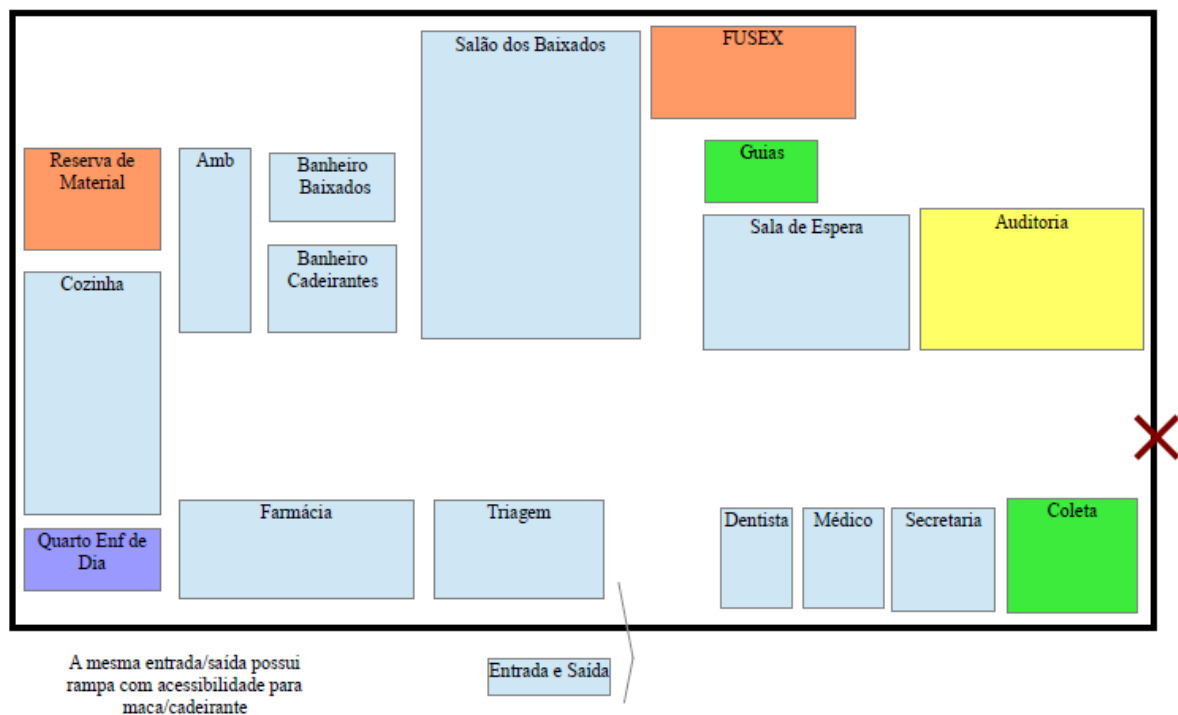 Salão dos Baixados
FUSEX
Reserva de
Material
Amb
Banheiro
Baixados
Guias
Sala de Espera
Auditoria
Cozinha
Banheiro
Cadeirantes
Farmácia
Triagem
Dentista
Médico
Secretaria
Coleta
Quarto Enf de
Dia
A mesma entrada/saída possui
rampa com acessibilidade para
maca/cadeirante
Entrada e Saída